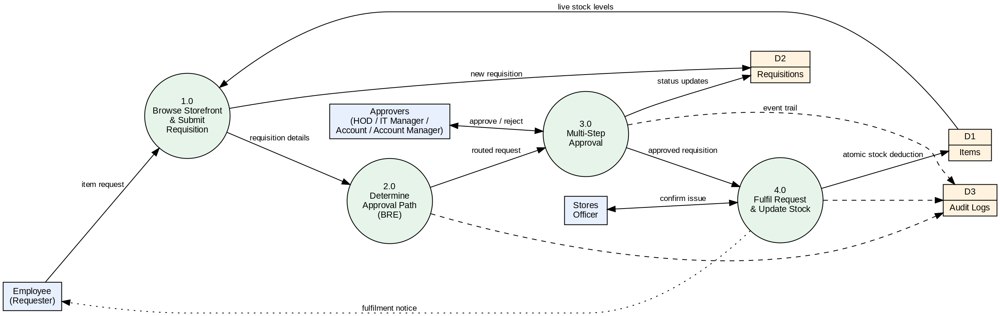 live stock levels
D2
Requisitions
new requisition
status updates
1.0
Browse Storefront
& Submit
Requisition
Approvers
(HOD / IT Manager /
Account / Account Manager)
approve / reject
3.0
Multi-Step
Approval
event trail
D1
Items
requisition details
routed request
approved requisition
atomic stock deduction
item request
2.0
Determine
Approval Path
(BRE)
Stores
Officer
confirm issue
4.0
Fulfil Request
& Update Stock
D3
Audit Logs
Employee
(Requester)
fulfilment notice